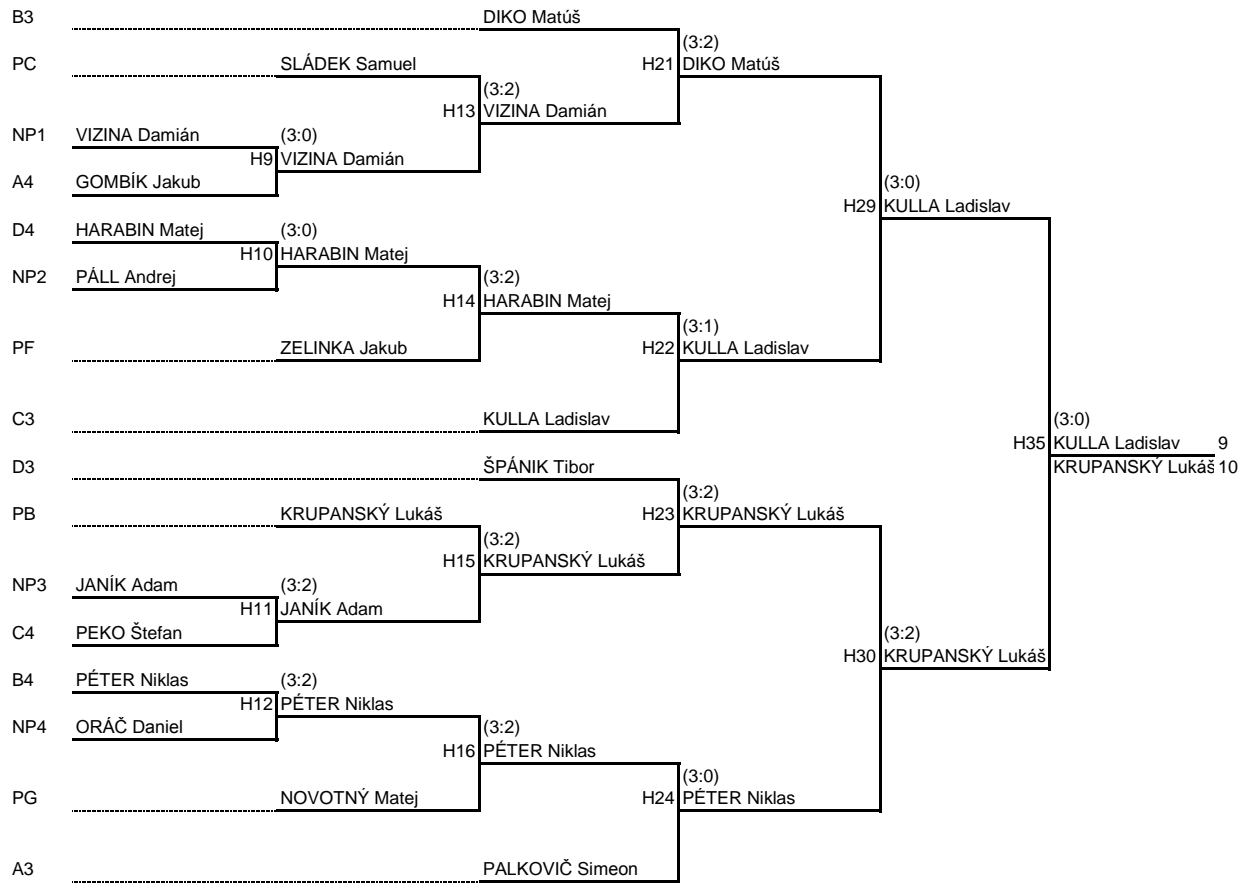 B3 DIKO Matúš
(3:2)
PC SLÁDEK Samuel H21 DIKO Matúš
(3:2)
H13 VIZINA Damián
NP1 VIZINA Damián (3:0)
H9 VIZINA Damián
A4 GOMBÍK Jakub (3:0)
H29 KULLA Ladislav
D4 HARABIN Matej (3:0)
H10 HARABIN Matej
NP2 PÁLL Andrej (3:2)
H14 HARABIN Matej
(3:1)
PF ZELINKA Jakub H22 KULLA Ladislav
C3 KULLA Ladislav (3:0)
H35 KULLA Ladislav 9
D3 ŠPÁNIK Tibor KRUPANSKÝ Lukáš 10
(3:2)
PB KRUPANSKÝ Lukáš H23 KRUPANSKÝ Lukáš
(3:2)
H15 KRUPANSKÝ Lukáš
NP3 JANÍK Adam (3:2)
H11 JANÍK Adam
C4 PEKO Štefan (3:2)
H30 KRUPANSKÝ Lukáš
B4 PÉTER Niklas (3:2)
H12 PÉTER Niklas
NP4 ORÁČ Daniel (3:2)
H16 PÉTER Niklas
(3:0)
PG NOVOTNÝ Matej H24 PÉTER Niklas
A3 PALKOVIČ Simeon